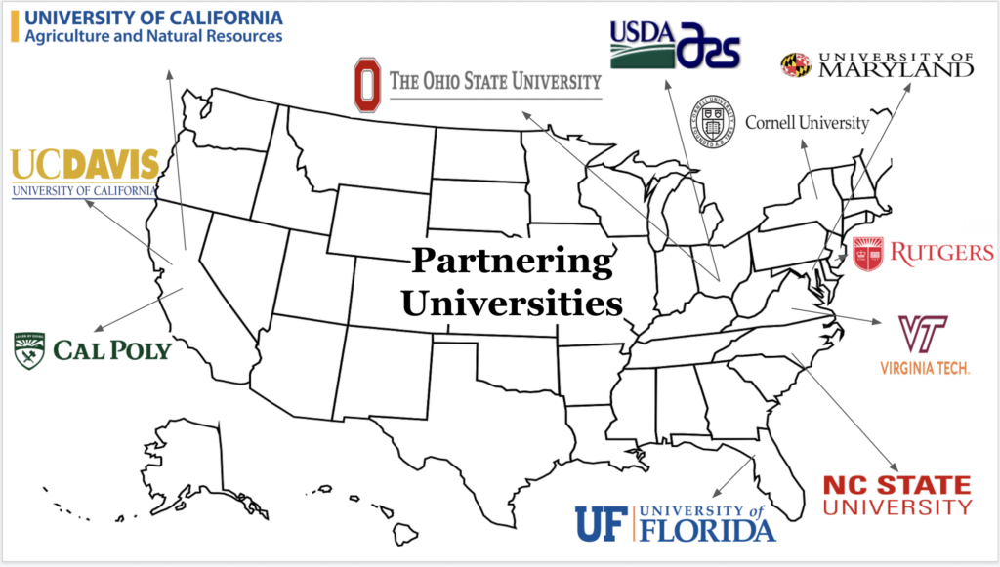 UNIVERSITY OF CALIFORNIA
Agriculture and Natural Resources
THE OHIO STATE UNIVERSITY
USDA ars
UNIVERSITY OF
MARYLAND
Cornell University
UC DAVIS
UNIVERSITY OF CALIFORNIA
Partnering
Universities
RUTGERS
CAL POLY
VT
VIRGINIA TECH.
NC STATE
UNIVERSITY
UF
UNIVERSITY of
FLORIDA